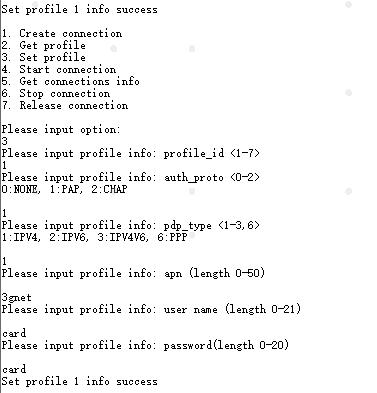 Set profile 1 info success
1. Create connection
2. Get profile
3. Set profile
4. Start connection
5. Get connections info
6. Stop connection
7. Release connection
Please input option:
3
Please input profile info: profile_id <1-7>
1
Please input profile info: auth_proto <0-2>
0:NONE, 1:PAP, 2:CHAP
1
Please input profile info: pdp_type <1-3,6>
1:IPV4, 2:IPV6, 3:IPV4V6, 6:PPP
1
Please input profile info: apn (length 0-50)
3gnet
Please input profile info: user name (length 0-21)
card
Please input profile info: password(length 0-20)
card
Set profile 1 info success